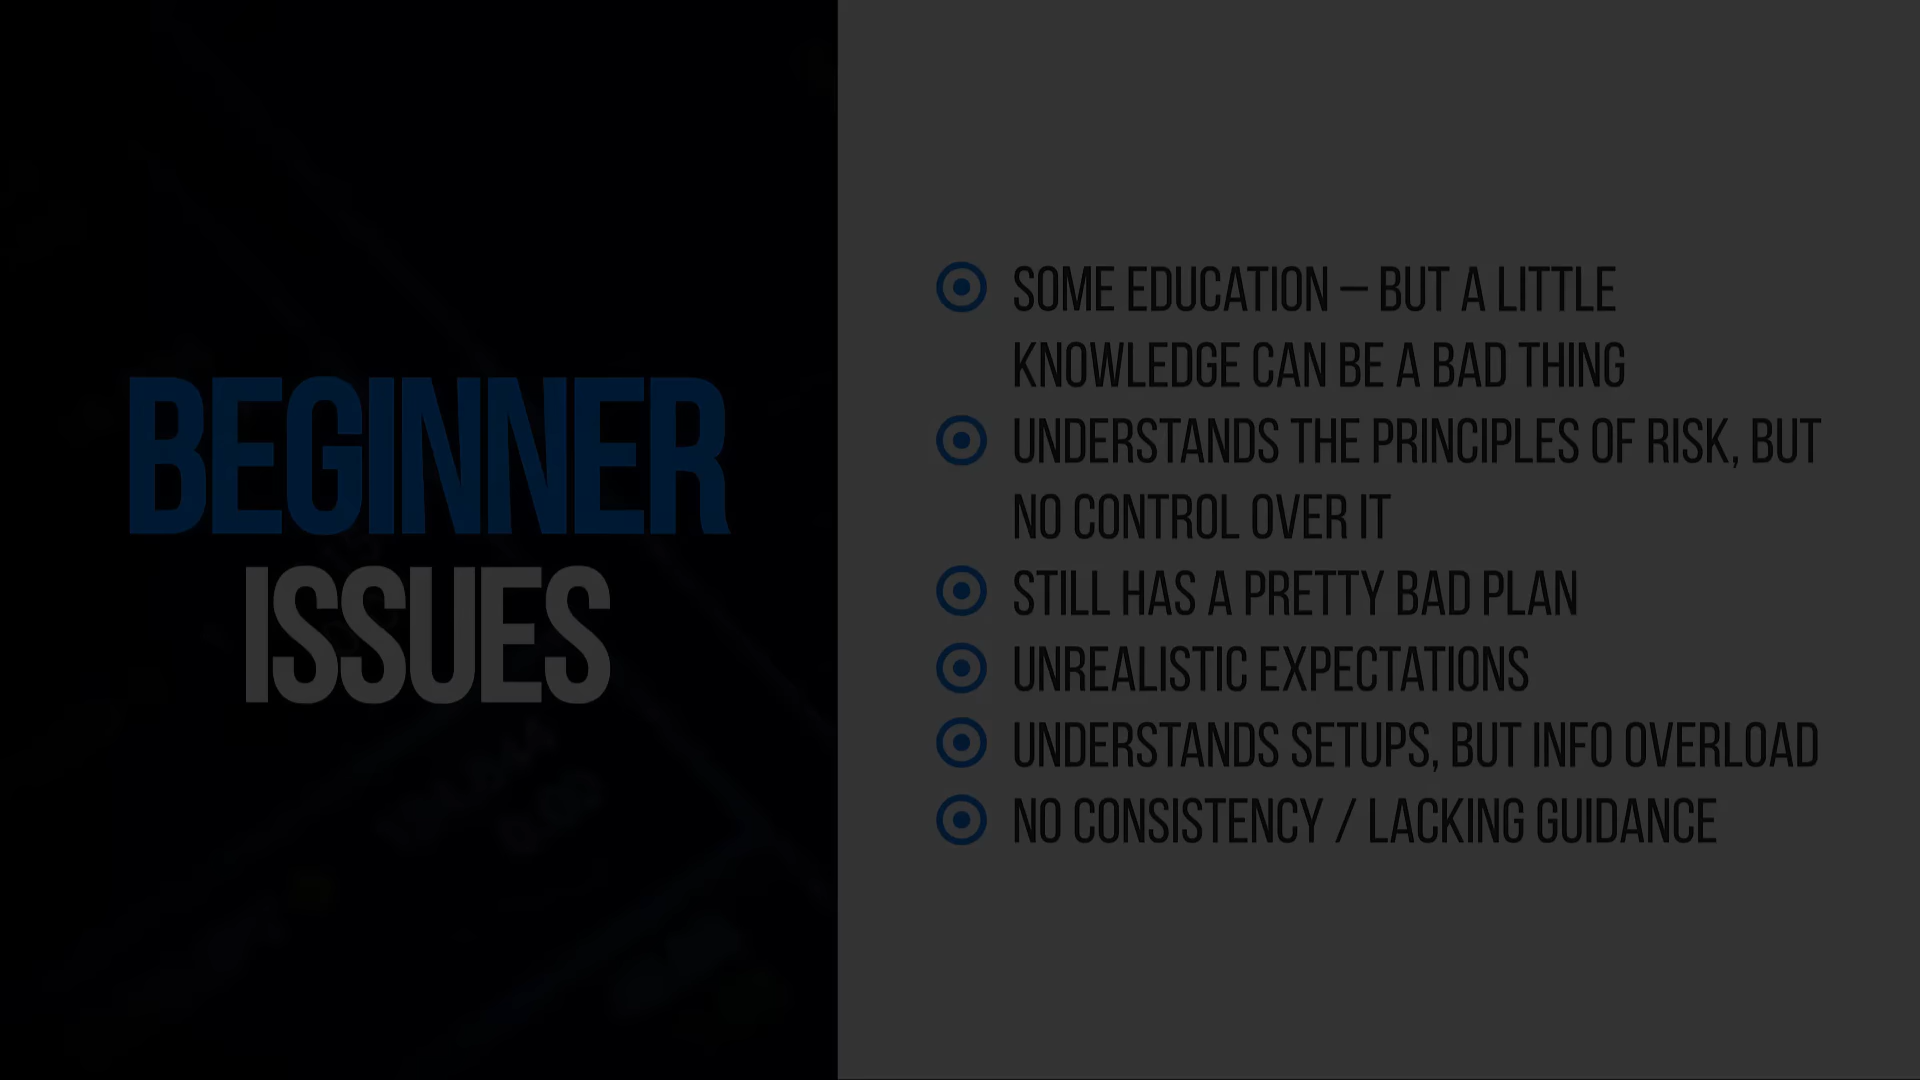 BEGINNER
ISSUES
SOME EDUCATION – BUT A LITTLE
KNOWLEDGE CAN BE A BAD THING
UNDERSTANDS THE PRINCIPLES OF RISK, BUT
NO CONTROL OVER IT
STILL HAS A PRETTY BAD PLAN
UNREALISTIC EXPECTATIONS
UNDERSTANDS SETUPS, BUT INFO OVERLOAD
NO CONSISTENCY / LACKING GUIDANCE